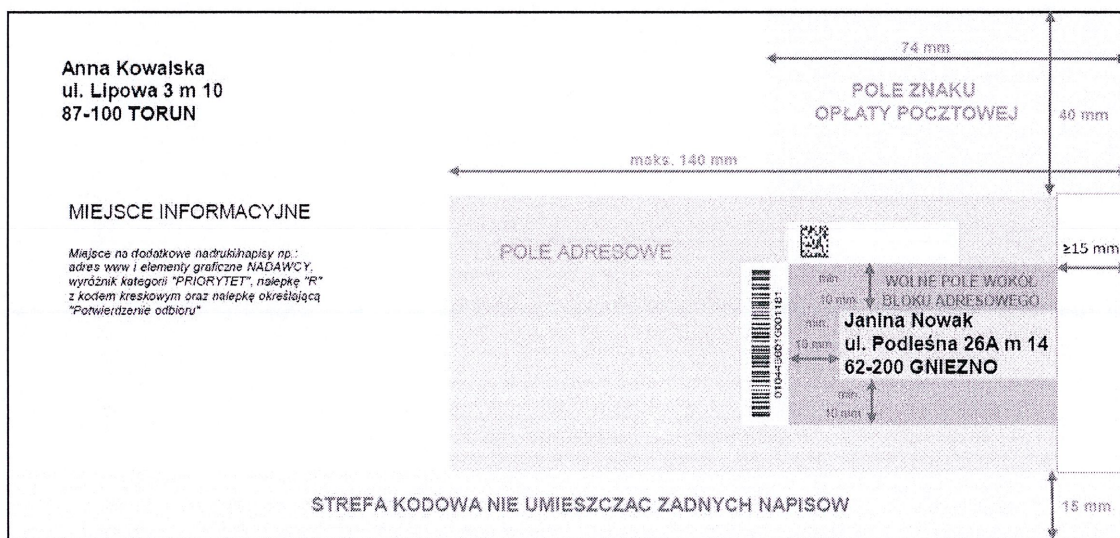 Anna Kowalska
ul. Lipowa 3 m 10
87-100 TORUN
74 mm
POLE ZNAKU
OPŁATY POCZTOWEJ
40 mm
maks. 140 mm
MIEJSCE INFORMACYJNE
Miejsce na dodatkowe nadruki/napisy np.:
adres www i elementy graficzne NADAWCY,
wyróżnik kategorii "PRIORYTET", nalepkę "R"
z kodem kreskowym oraz nalepkę określającą
"Potwierdzenie odbioru"
POLE ADRESOWE
≥15 mm
min.
10 mm
WOLNE POLE WOKÓŁ
BLOKU ADRESOWEGO
min.
10 mm
Janina Nowak
ul. Podleśna 26A m 14
62-200 GNIEZNO
min.
10 mm
STREFA KODOWA NIE UMIESZCZAC ZADNYCH NAPISOW
15 mm